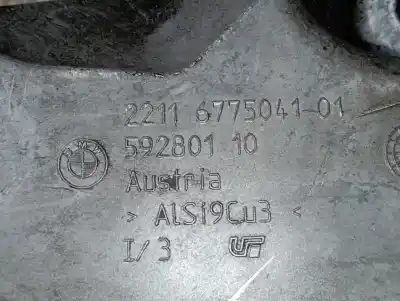 2211 6775041-01
592801 10
Austria
> AlSi9Cu3 <
I/3